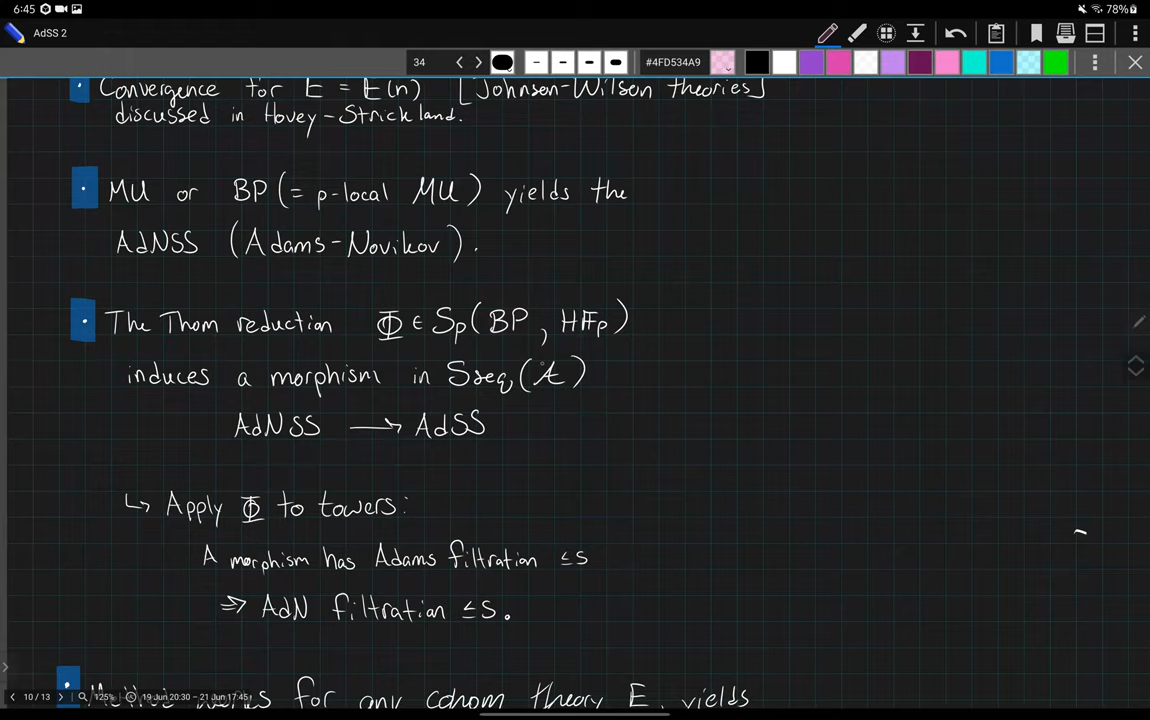 6:45
78%
AdSS 2
34
#4FD534A9
· Convergence for E = E(n) [Johnson-Wilson theories]
discussed in Hovey-Strickland.
· MU or BP (= p-local MU) yields the
AdNSS (Adams-Novikov).
· The Thom reduction Φ ∈ Sp(BP, HFp)
induces a morphism in Sseq(A)
AdNSS → AdSS
↳ Apply Φ to towers:
A morphism has Adams filtration ≤ s
⇒ AdN filtration ≤ s.
for any cohom theory E, yields
10 / 13
125%
19 Jun 20:30 - 21 Jun 17:45